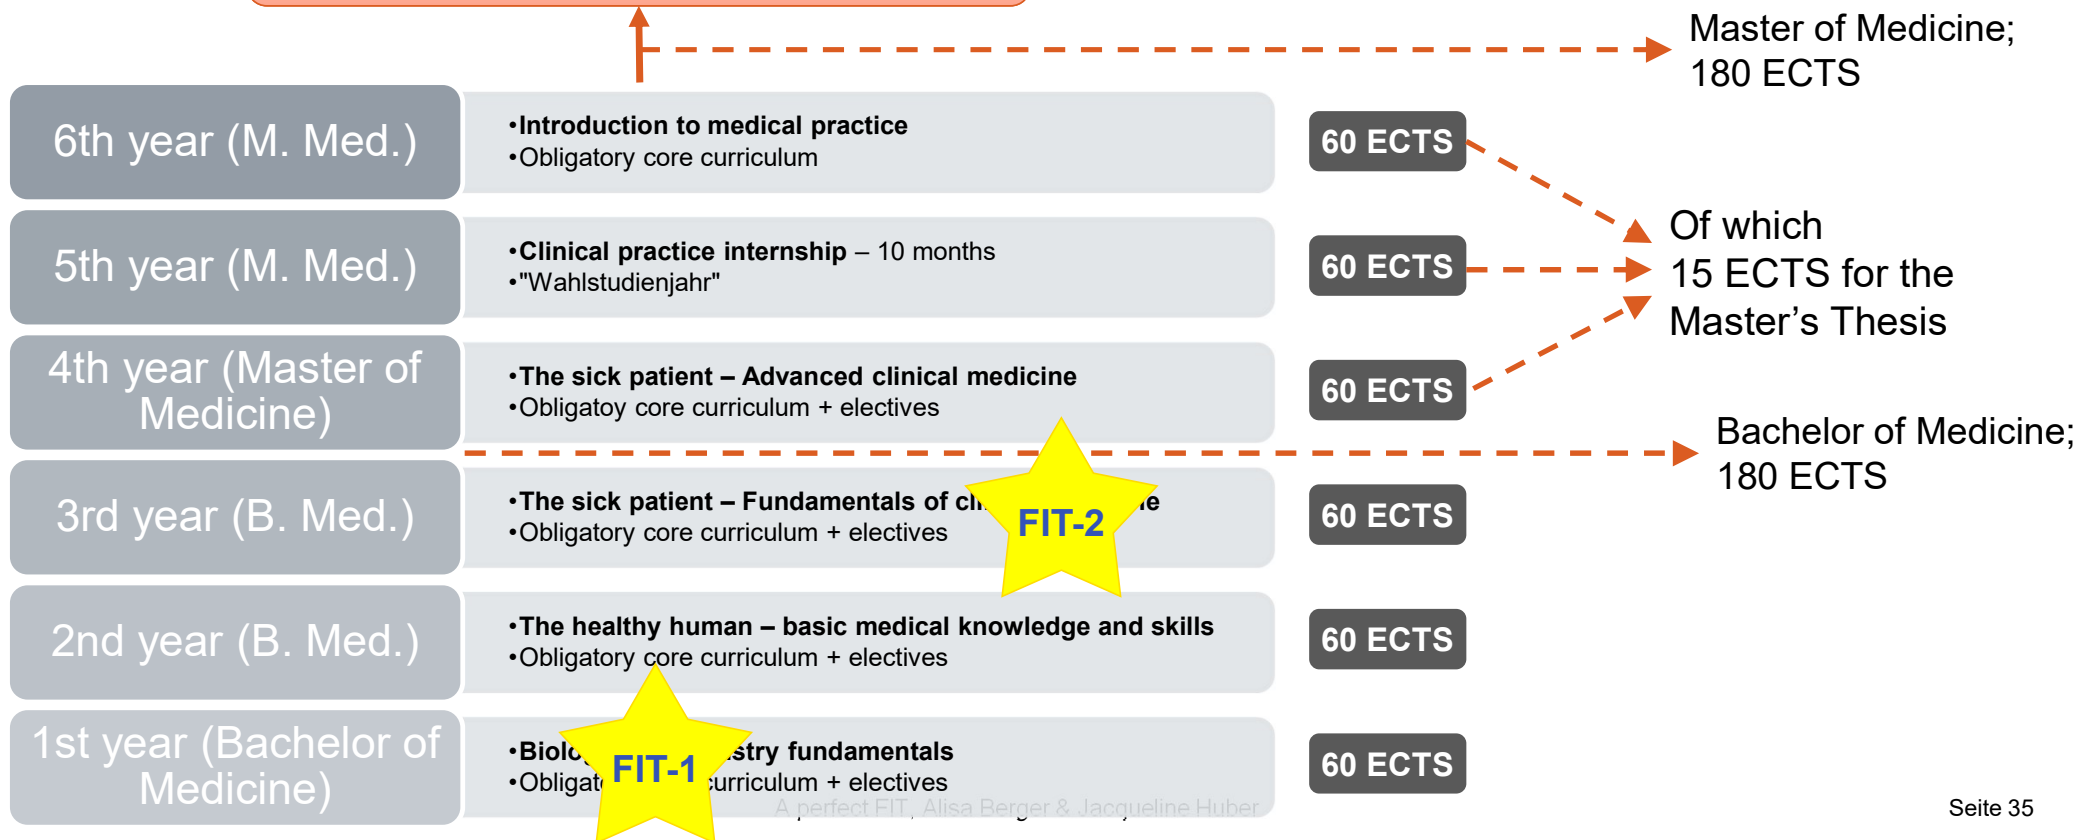 Master of Medicine;
180 ECTS
6th year (M. Med.)
•Introduction to medical practice
•Obligatory core curriculum
60 ECTS
5th year (M. Med.)
•Clinical practice internship – 10 months
•"Wahlstudienjahr"
60 ECTS
Of which
15 ECTS for the
Master’s Thesis
4th year (Master of
Medicine)
•The sick patient – Advanced clinical medicine
•Obligatoy core curriculum + electives
60 ECTS
Bachelor of Medicine;
180 ECTS
3rd year (B. Med.)
•The sick patient – Fundamentals of
•Obligatory core curriculum + electives
FIT-2
60 ECTS
2nd year (B. Med.)
•The healthy human – basic medical knowledge and skills
•Obligatory core curriculum + electives
60 ECTS
1st year (Bachelor of
Medicine)
fundamentals
curriculum + electives
FIT-1
60 ECTS
A perfect FIT, Alisa Berger & Jacqueline Huber
Seite 35